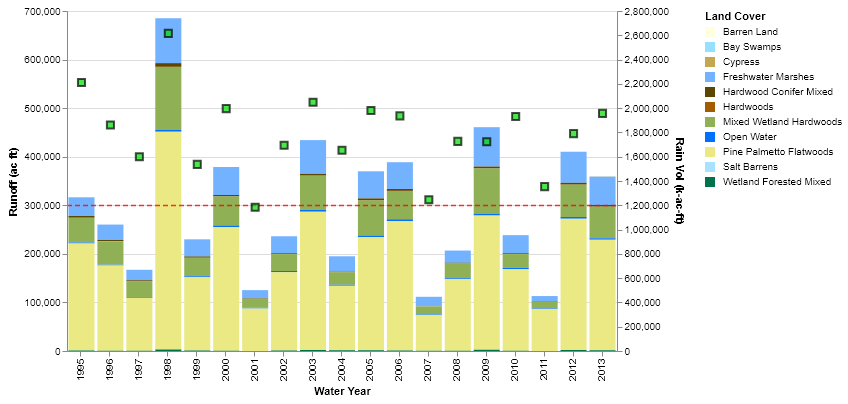 700,000
600,000
500,000
400,000
300,000
200,000
100,000
0
Runoff (ac-ft)
2,800,000
2,600,000
2,400,000
2,200,000
2,000,000
1,800,000
1,600,000
1,400,000
1,200,000
1,000,000
800,000
600,000
400,000
200,000
0
Rain Vol (k-ac-ft)
1995
1996
1997
1998
1999
2000
2001
2002
2003
2004
2005
2006
2007
2008
2009
2010
2011
2012
2013
Water Year
Land Cover
Barren Land
Bay Swamps
Cypress
Freshwater Marshes
Hardwood Conifer Mixed
Hardwoods
Mixed Wetland Hardwoods
Open Water
Pine Palmetto Flatwoods
Salt Barrens
Wetland Forested Mixed